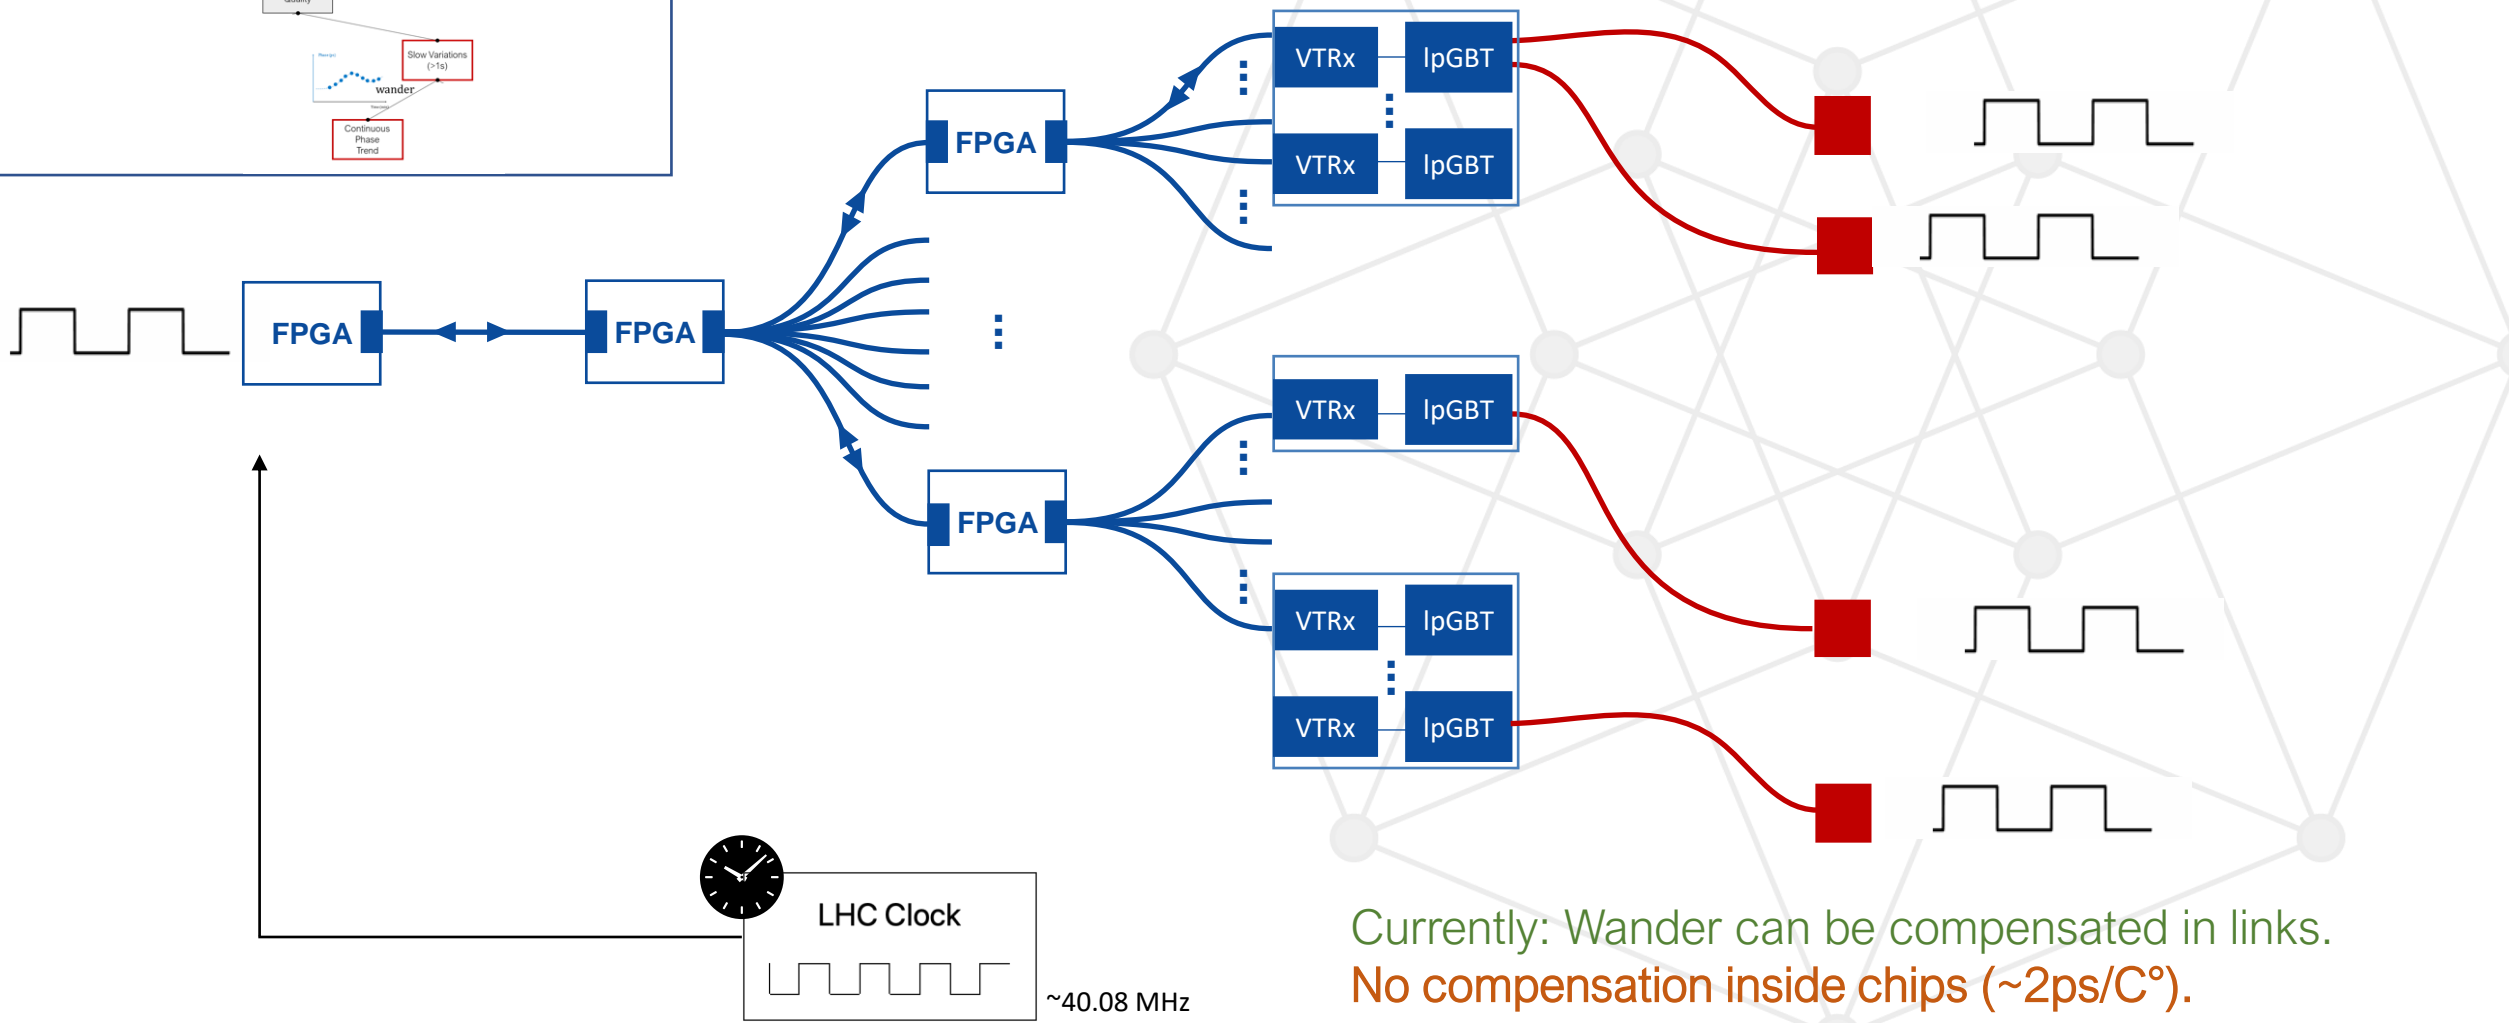 Quality
Slow Variations
(>1s)
wander
Continuous
Phase
Trend
FPGA
FPGA
FPGA
FPGA
VTRx
lpGBT
VTRx
lpGBT
VTRx
lpGBT
VTRx
lpGBT
VTRx
lpGBT
LHC Clock
~40.08 MHz
Currently: Wander can be compensated in links.
No compensation inside chips (~2ps/C°).